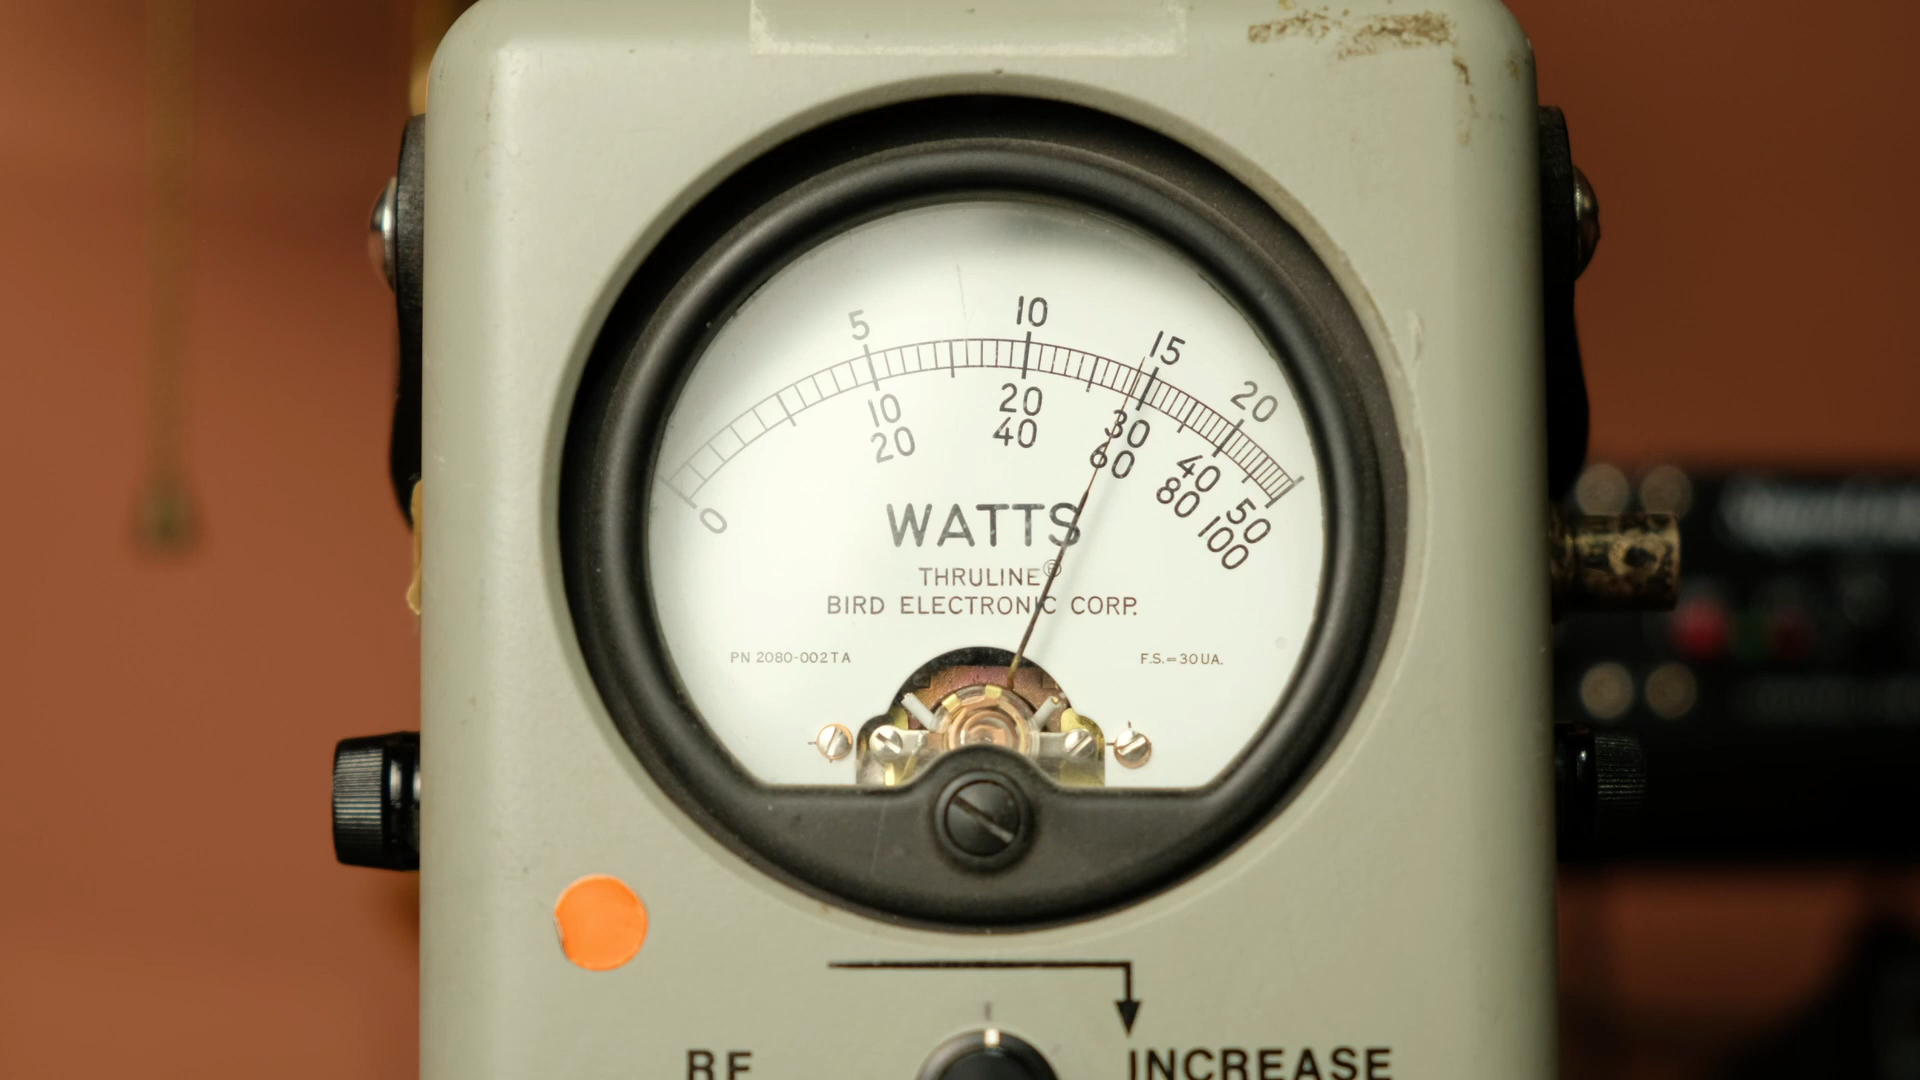 5 10 15 20
10 20 30 40 50
20 40 60 80 100
0
WATTS
THRULINE®
BIRD ELECTRONIC CORP.
PN 2080-002TA F.S.=30UA.
RF INCREASE